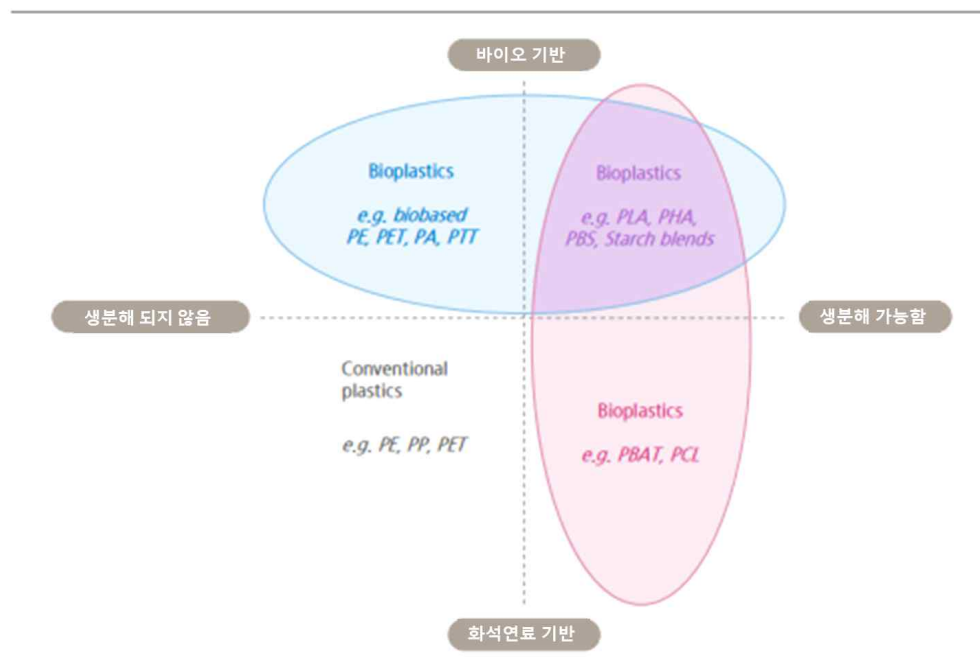 바이오 기반
Bioplastics
e.g. biobased
PE, PET, PA, PTT
Bioplastics
e.g. PLA, PHA,
PBS, Starch blends
생분해 되지 않음
생분해 가능함
Conventional
plastics
e.g. PE, PP, PET
Bioplastics
e.g. PBAT, PCL
화석연료 기반